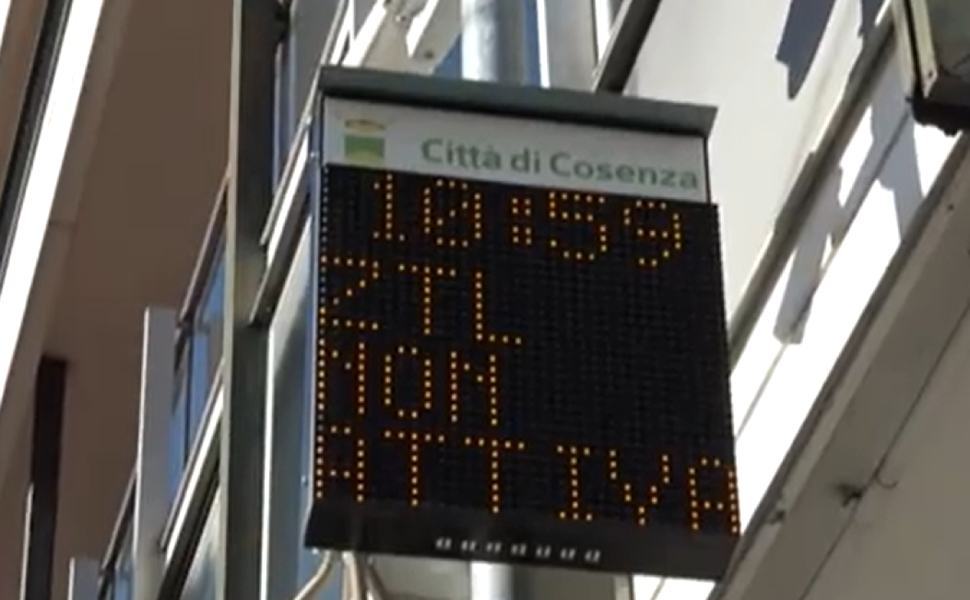 Città di Cosenza
10:59
ZTL
NON
ATTIVA